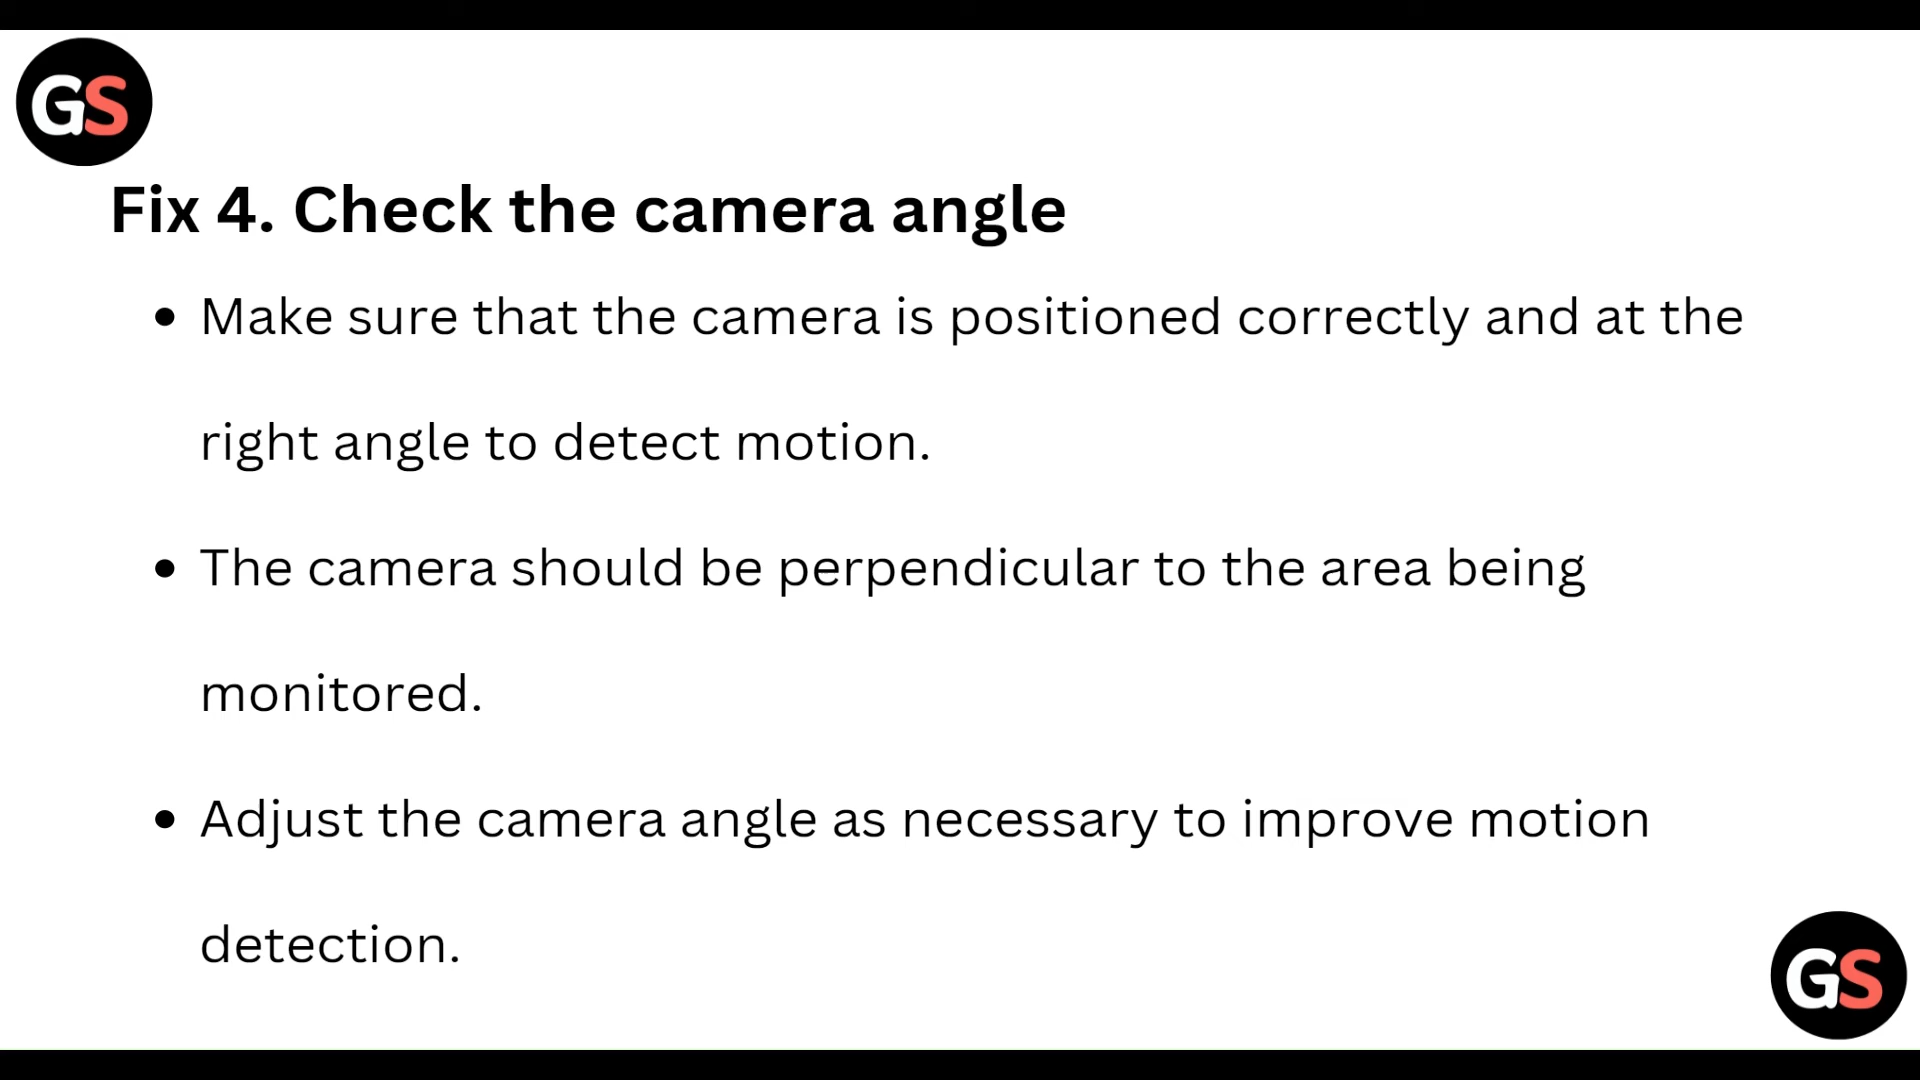 GS
Fix 4. Check the camera angle
• Make sure that the camera is positioned correctly and at the
right angle to detect motion.
• The camera should be perpendicular to the area being
monitored.
• Adjust the camera angle as necessary to improve motion
detection.
GS